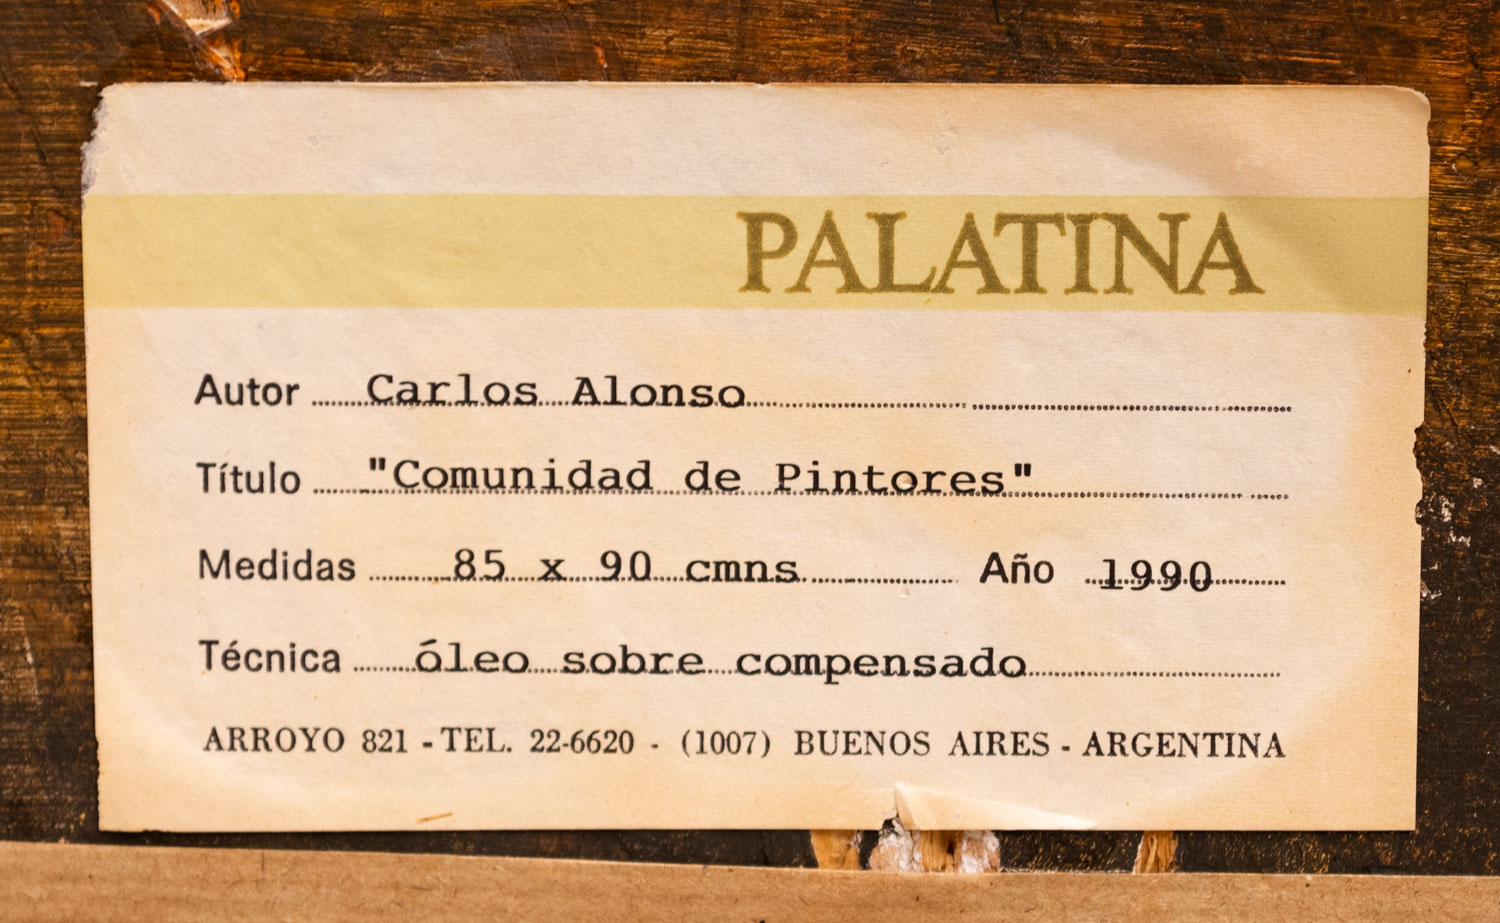 PALATINA
Autor Carlos Alonso
Título "Comunidad de Pintores"
Medidas 85 x 90 cmns. Año 1990
Técnica óleo sobre compensado
ARROYO 821 - TEL. 22-6620 - (1007) BUENOS AIRES - ARGENTINA